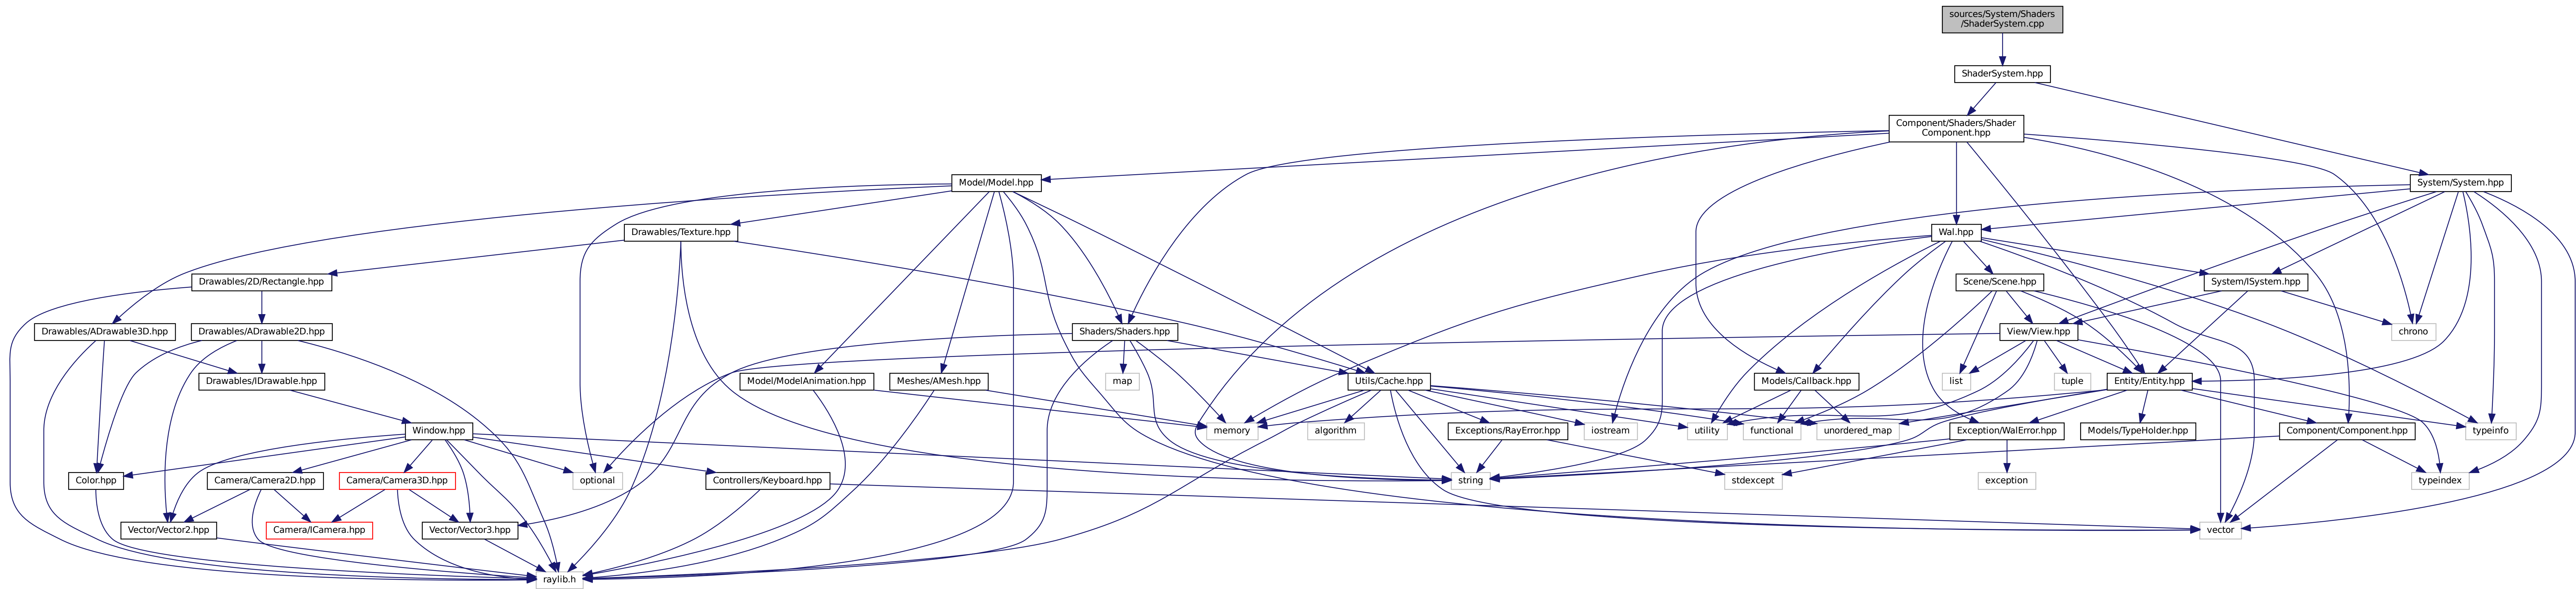 sources/System/Shaders
/ShaderSystem.cpp
ShaderSystem.hpp
Component/Shaders/Shader
Component.hpp
Model/Model.hpp
System/System.hpp
Drawables/Texture.hpp
Wal.hpp
Drawables/2D/Rectangle.hpp
Scene/Scene.hpp
System/ISystem.hpp
Drawables/ADrawable3D.hpp
Drawables/ADrawable2D.hpp
Shaders/Shaders.hpp
View/View.hpp
chrono
Drawables/IDrawable.hpp
Model/ModelAnimation.hpp
Meshes/AMesh.hpp
map
Utils/Cache.hpp
Models/Callback.hpp
list
tuple
Entity/Entity.hpp
Window.hpp
memory
algorithm
Exceptions/RayError.hpp
iostream
utility
functional
unordered_map
Exception/WalError.hpp
Models/TypeHolder.hpp
Component/Component.hpp
typeinfo
Color.hpp
Camera/Camera2D.hpp
Camera/Camera3D.hpp
optional
Controllers/Keyboard.hpp
string
stdexcept
exception
typeindex
Vector/Vector2.hpp
Camera/ICamera.hpp
Vector/Vector3.hpp
vector
raylib.h